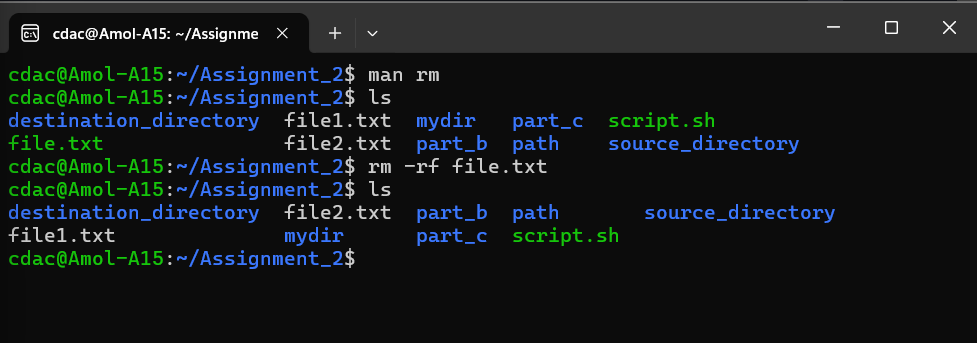 cdac@Amol-A15: ~/Assignme
cdac@Amol-A15:~/Assignment_2$ man rm
cdac@Amol-A15:~/Assignment_2$ ls
destination_directory  file1.txt  mydir   part_c  script.sh
file.txt               file2.txt  part_b  path    source_directory
cdac@Amol-A15:~/Assignment_2$ rm -rf file.txt
cdac@Amol-A15:~/Assignment_2$ ls
destination_directory  file2.txt  part_b  path       source_directory
file1.txt              mydir      part_c  script.sh
cdac@Amol-A15:~/Assignment_2$